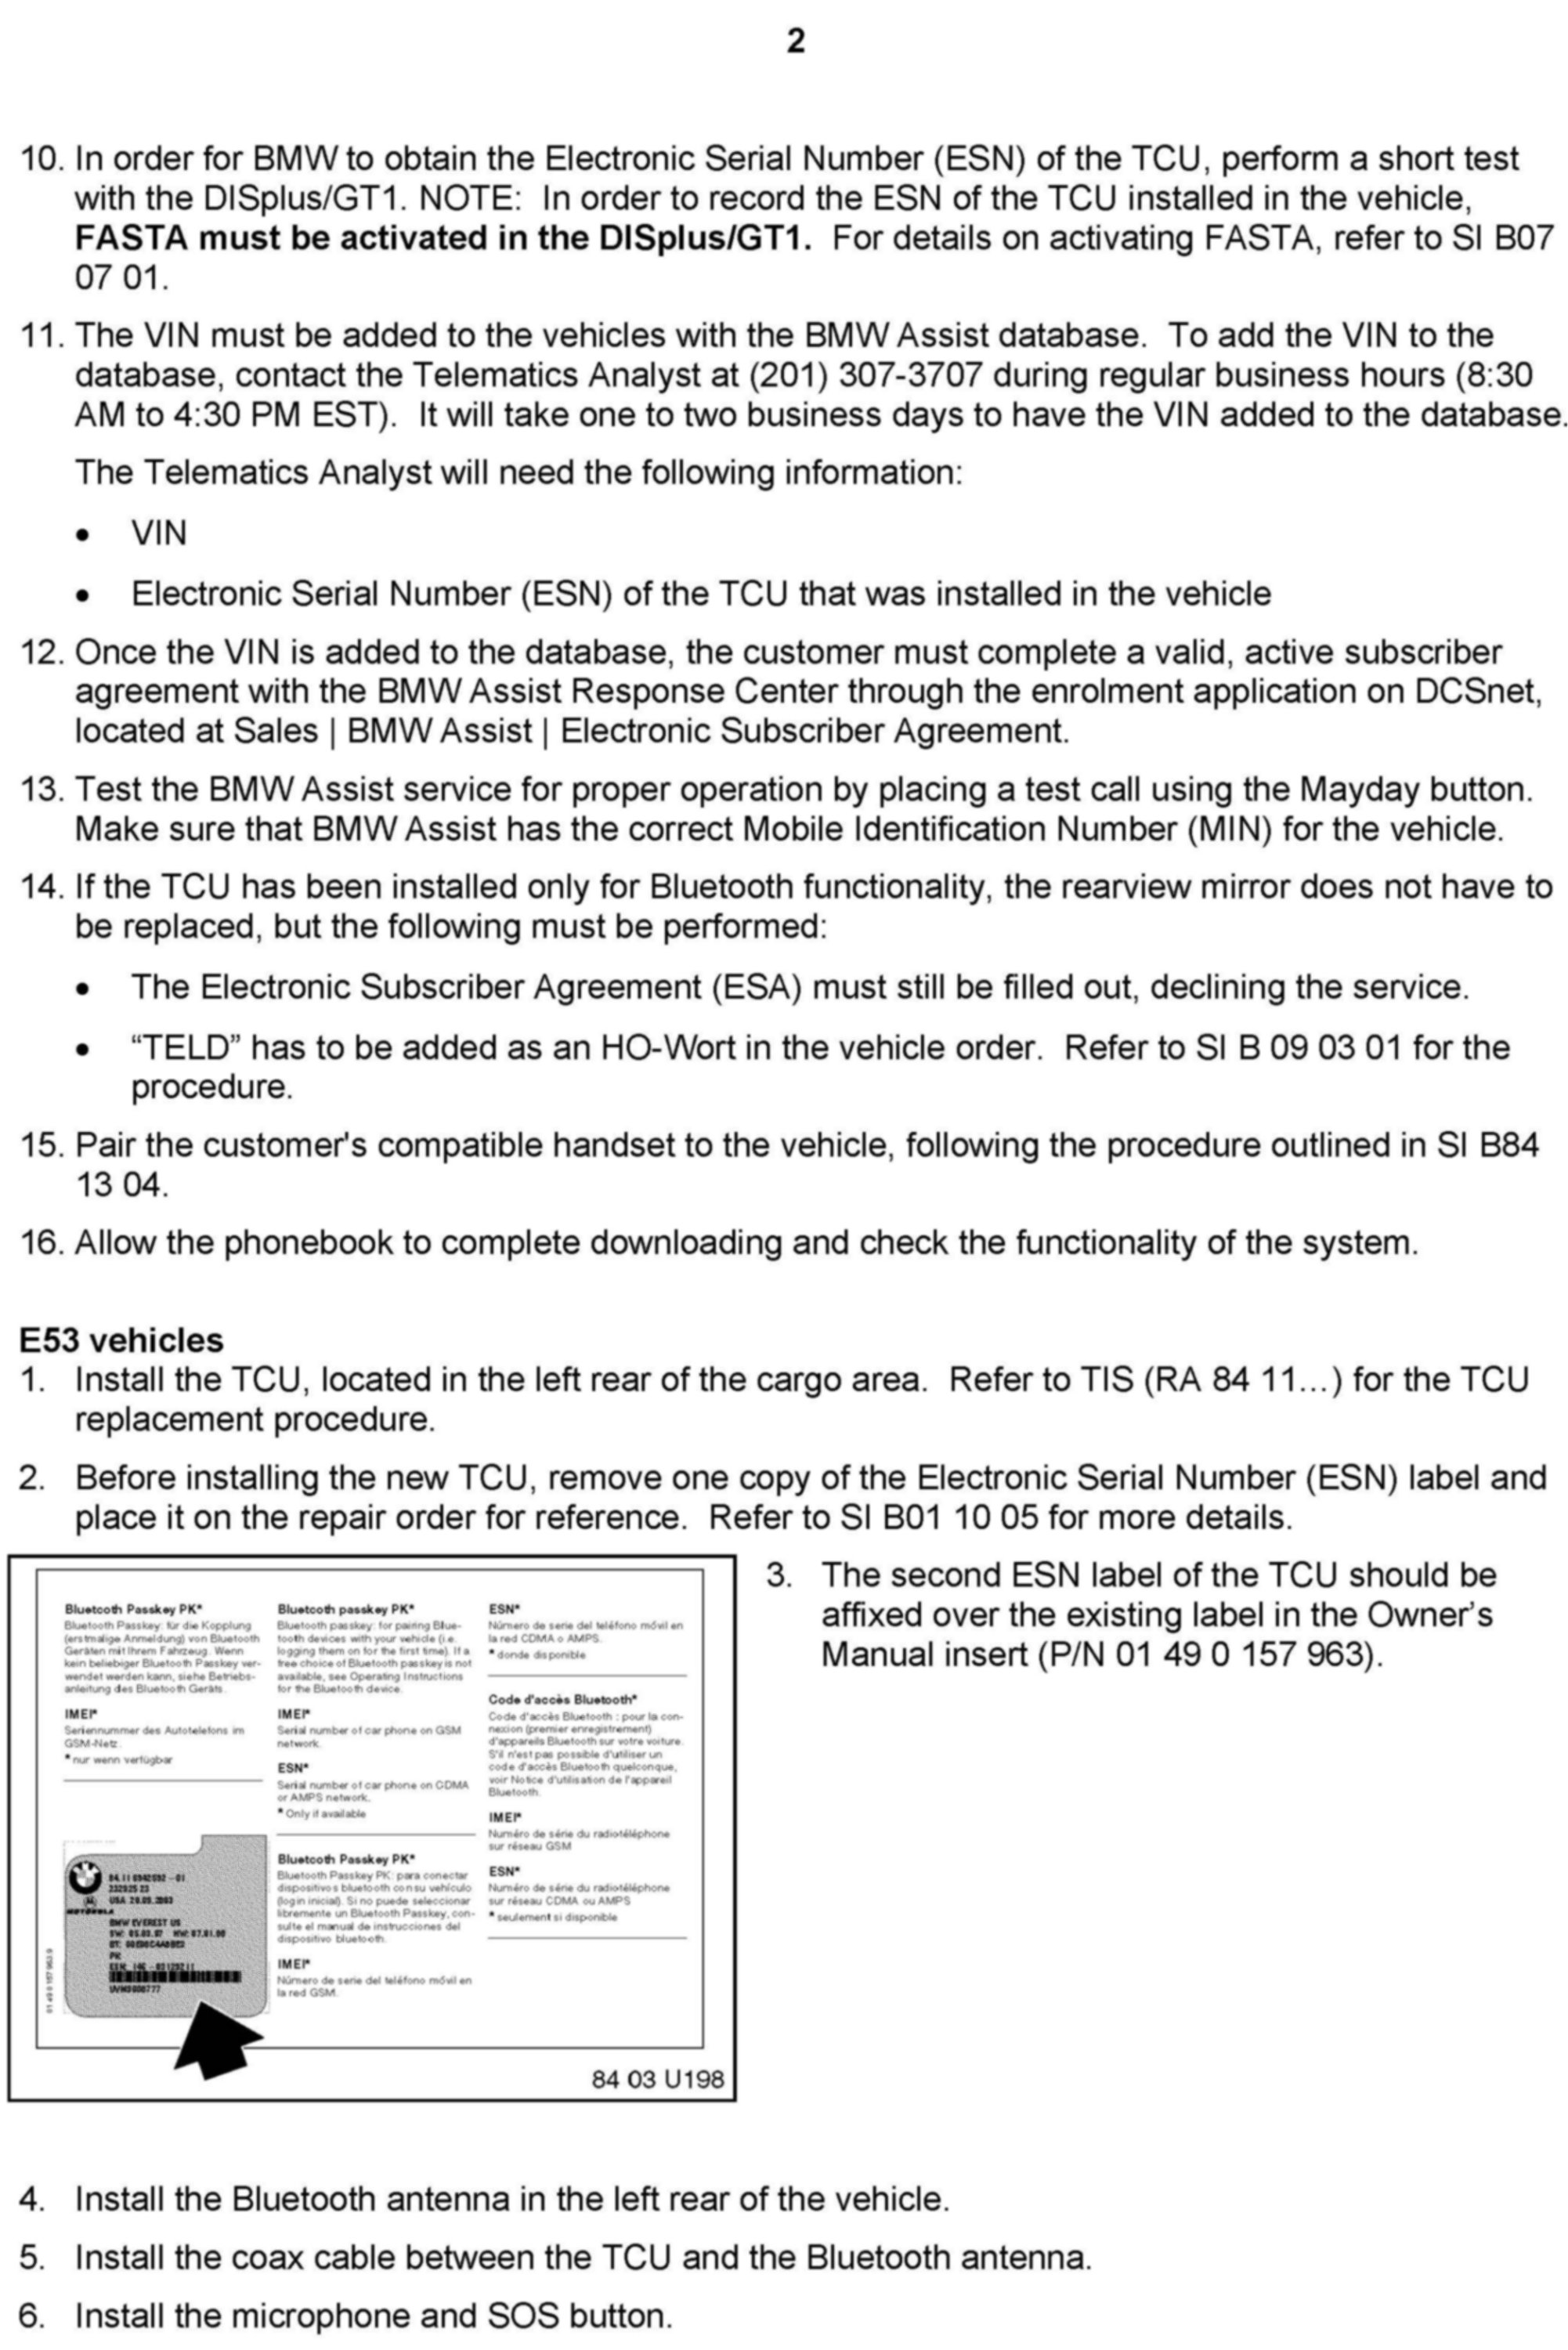 2
10. In order for BMW to obtain the Electronic Serial Number (ESN) of the TCU, perform a short test
with the DISplus/GT1. NOTE:  In order to record the ESN of the TCU installed in the vehicle,
FASTA must be activated in the DISplus/GT1.  For details on activating FASTA, refer to SI B07
07 01.
11. The VIN must be added to the vehicles with the BMW Assist database.  To add the VIN to the
database, contact the Telematics Analyst at (201) 307-3707 during regular business hours (8:30
AM to 4:30 PM EST).  It will take one to two business days to have the VIN added to the database.
The Telematics Analyst will need the following information:
• VIN
• Electronic Serial Number (ESN) of the TCU that was installed in the vehicle
12. Once the VIN is added to the database, the customer must complete a valid, active subscriber
agreement with the BMW Assist Response Center through the enrolment application on DCSnet,
located at Sales | BMW Assist | Electronic Subscriber Agreement.
13. Test the BMW Assist service for proper operation by placing a test call using the Mayday button.
Make sure that BMW Assist has the correct Mobile Identification Number (MIN) for the vehicle.
14. If the TCU has been installed only for Bluetooth functionality, the rearview mirror does not have to
be replaced, but the following must be performed:
• The Electronic Subscriber Agreement (ESA) must still be filled out, declining the service.
• “TELD” has to be added as an HO-Wort in the vehicle order.  Refer to SI B 09 03 01 for the
procedure.
15. Pair the customer's compatible handset to the vehicle, following the procedure outlined in SI B84
13 04.
16. Allow the phonebook to complete downloading and check the functionality of the system.
E53 vehicles
1. Install the TCU, located in the left rear of the cargo area.  Refer to TIS (RA 84 11…) for the TCU
replacement procedure.
2. Before installing the new TCU, remove one copy of the Electronic Serial Number (ESN) label and
place it on the repair order for reference.  Refer to SI B01 10 05 for more details.
Bluetooth Passkey PK*
Bluetooth Passkey: für die Kopplung
(erstmalige Anmeldung) von Bluetooth
Geräten mit Ihrem Fahrzeug. Wenn
kein beliebiger Bluetooth Passkey ver-
wendet werden kann, siehe Betriebs-
anleitung des Bluetooth Geräts.
IMEI*
Seriennummer des Autotelefons im
GSM-Netz.
* nur wenn verfügbar
MOTOROLA
USA 20.09.2003
BMW EVEREST US
PK
01 49 0 157 963 9
Bluetooth passkey PK*
Bluetooth passkey: for pairing Blue-
tooth devices with your vehicle (i.e.
logging them on for the first time). If a
free choice of Bluetooth passkey is not
available, see Operating Instructions
for the Bluetooth device.
IMEI*
Serial number of car phone on GSM
network.
ESN*
Serial number of car phone on CDMA
or AMPS network.
* Only if available
Bluetooth Passkey PK*
Bluetooth Passkey PK: para conectar
dispositivos bluetooth con su vehículo
(login inicial). Si no puede seleccionar
libremente un Bluetooth Passkey, con-
sulte el manual de instrucciones del
dispositivo bluetooth.
IMEI*
Número de serie del teléfono móvil en
la red GSM.
ESN*
Número de serie del teléfono móvil en
la red CDMA o AMPS.
* donde disponible
Code d'accès Bluetooth*
Code d'accès Bluetooth : pour la con-
nexion (premier enregistrement)
d'appareils Bluetooth sur votre voiture.
S'il n'est pas possible d'utiliser un
code d'accès Bluetooth quelconque,
voir Notice d'utilisation de l'appareil
Bluetooth.
IMEI*
Numéro de série du radiotéléphone
sur réseau GSM
ESN*
Numéro de série du radiotéléphone
sur réseau CDMA ou AMPS
* seulement si disponible
84 03 U198
3. The second ESN label of the TCU should be
affixed over the existing label in the Owner’s
Manual insert (P/N 01 49 0 157 963).
4. Install the Bluetooth antenna in the left rear of the vehicle.
5. Install the coax cable between the TCU and the Bluetooth antenna.
6. Install the microphone and SOS button.